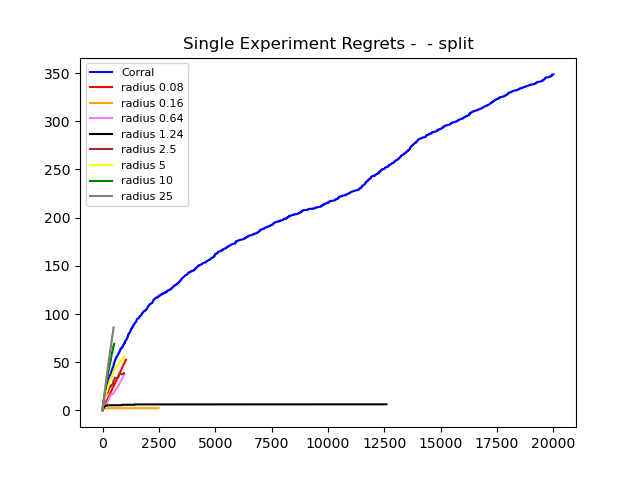 Single Experiment Regrets -  - split
Corral
radius 0.08
radius 0.16
radius 0.64
radius 1.24
radius 2.5
radius 5
radius 10
radius 25
350
300
250
200
150
100
50
0
0 2500 5000 7500 10000 12500 15000 17500 20000